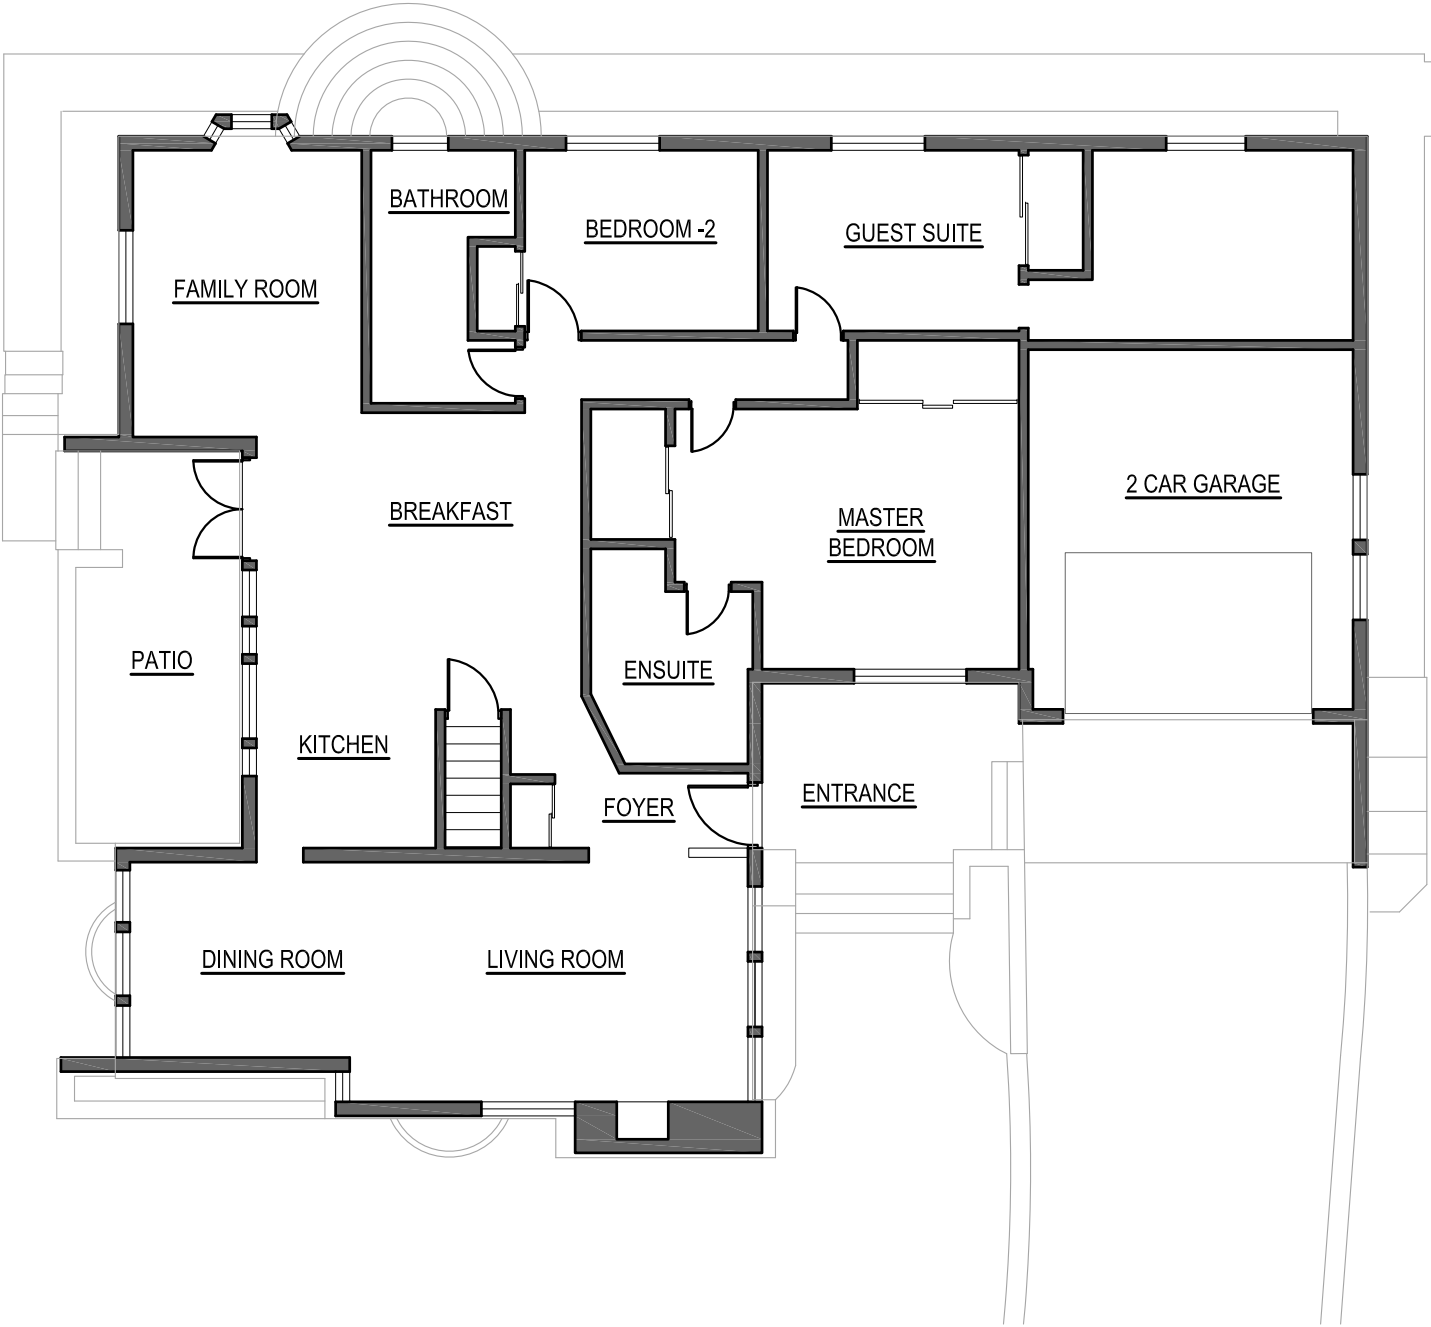 BATHROOM
BEDROOM -2
GUEST SUITE
FAMILY ROOM
2 CAR GARAGE
BREAKFAST
MASTER
BEDROOM
PATIO
ENSUITE
KITCHEN
FOYER
ENTRANCE
DINING ROOM
LIVING ROOM